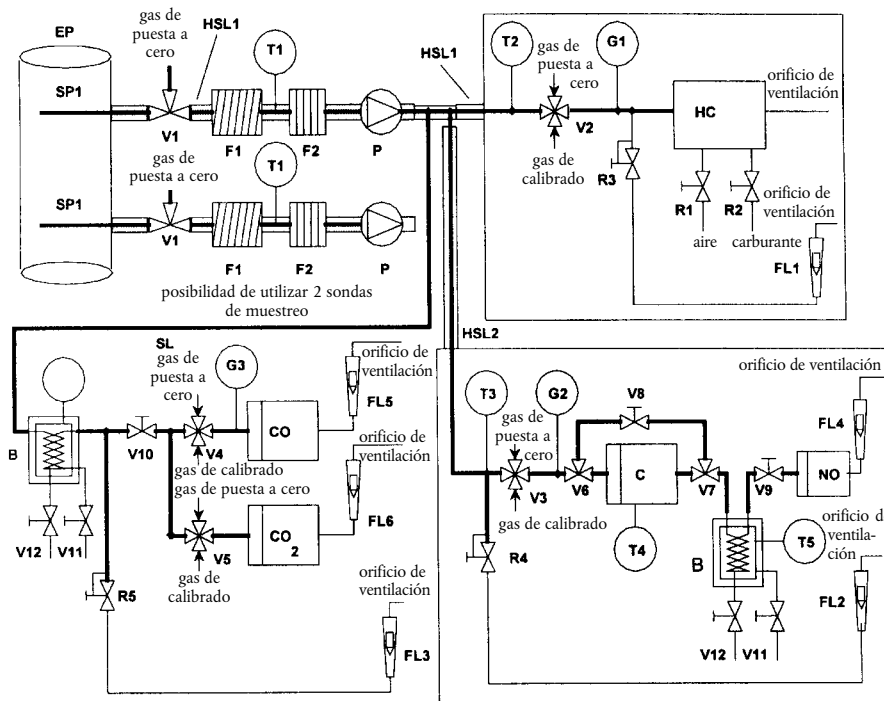 EP
gas de
puesta a
cero
HSL1
T1
SP1
V1
F1
F2
P
HSL1
T2
gas de
puesta a
cero
G1
V2
gas de
calibrado
HC
orificio de
ventilación
R3
R1
R2
aire
carburante
orificio de
ventilación
FL1
gas de
puesta a cero
T1
SP1
V1
F1
F2
P
posibilidad de utilizar 2 sondas
de muestreo
HSL2
SL
gas de
puesta a
cero
G3
orificio de
ventilación
FL5
CO
B
V10
V4
gas de calibrado
gas de puesta a cero
orificio de
ventilación
FL6
CO
2
V5
gas de
calibrado
V12
V11
R5
orificio de
ventilación
FL3
T3
gas de
puesta a
cero
G2
V8
orificio de ventilación
FL4
V3
gas de calibrado
V6
C
V7
V9
NO
T4
R4
B
T5
orificio d
ventila-
ción
FL2
V12
V11